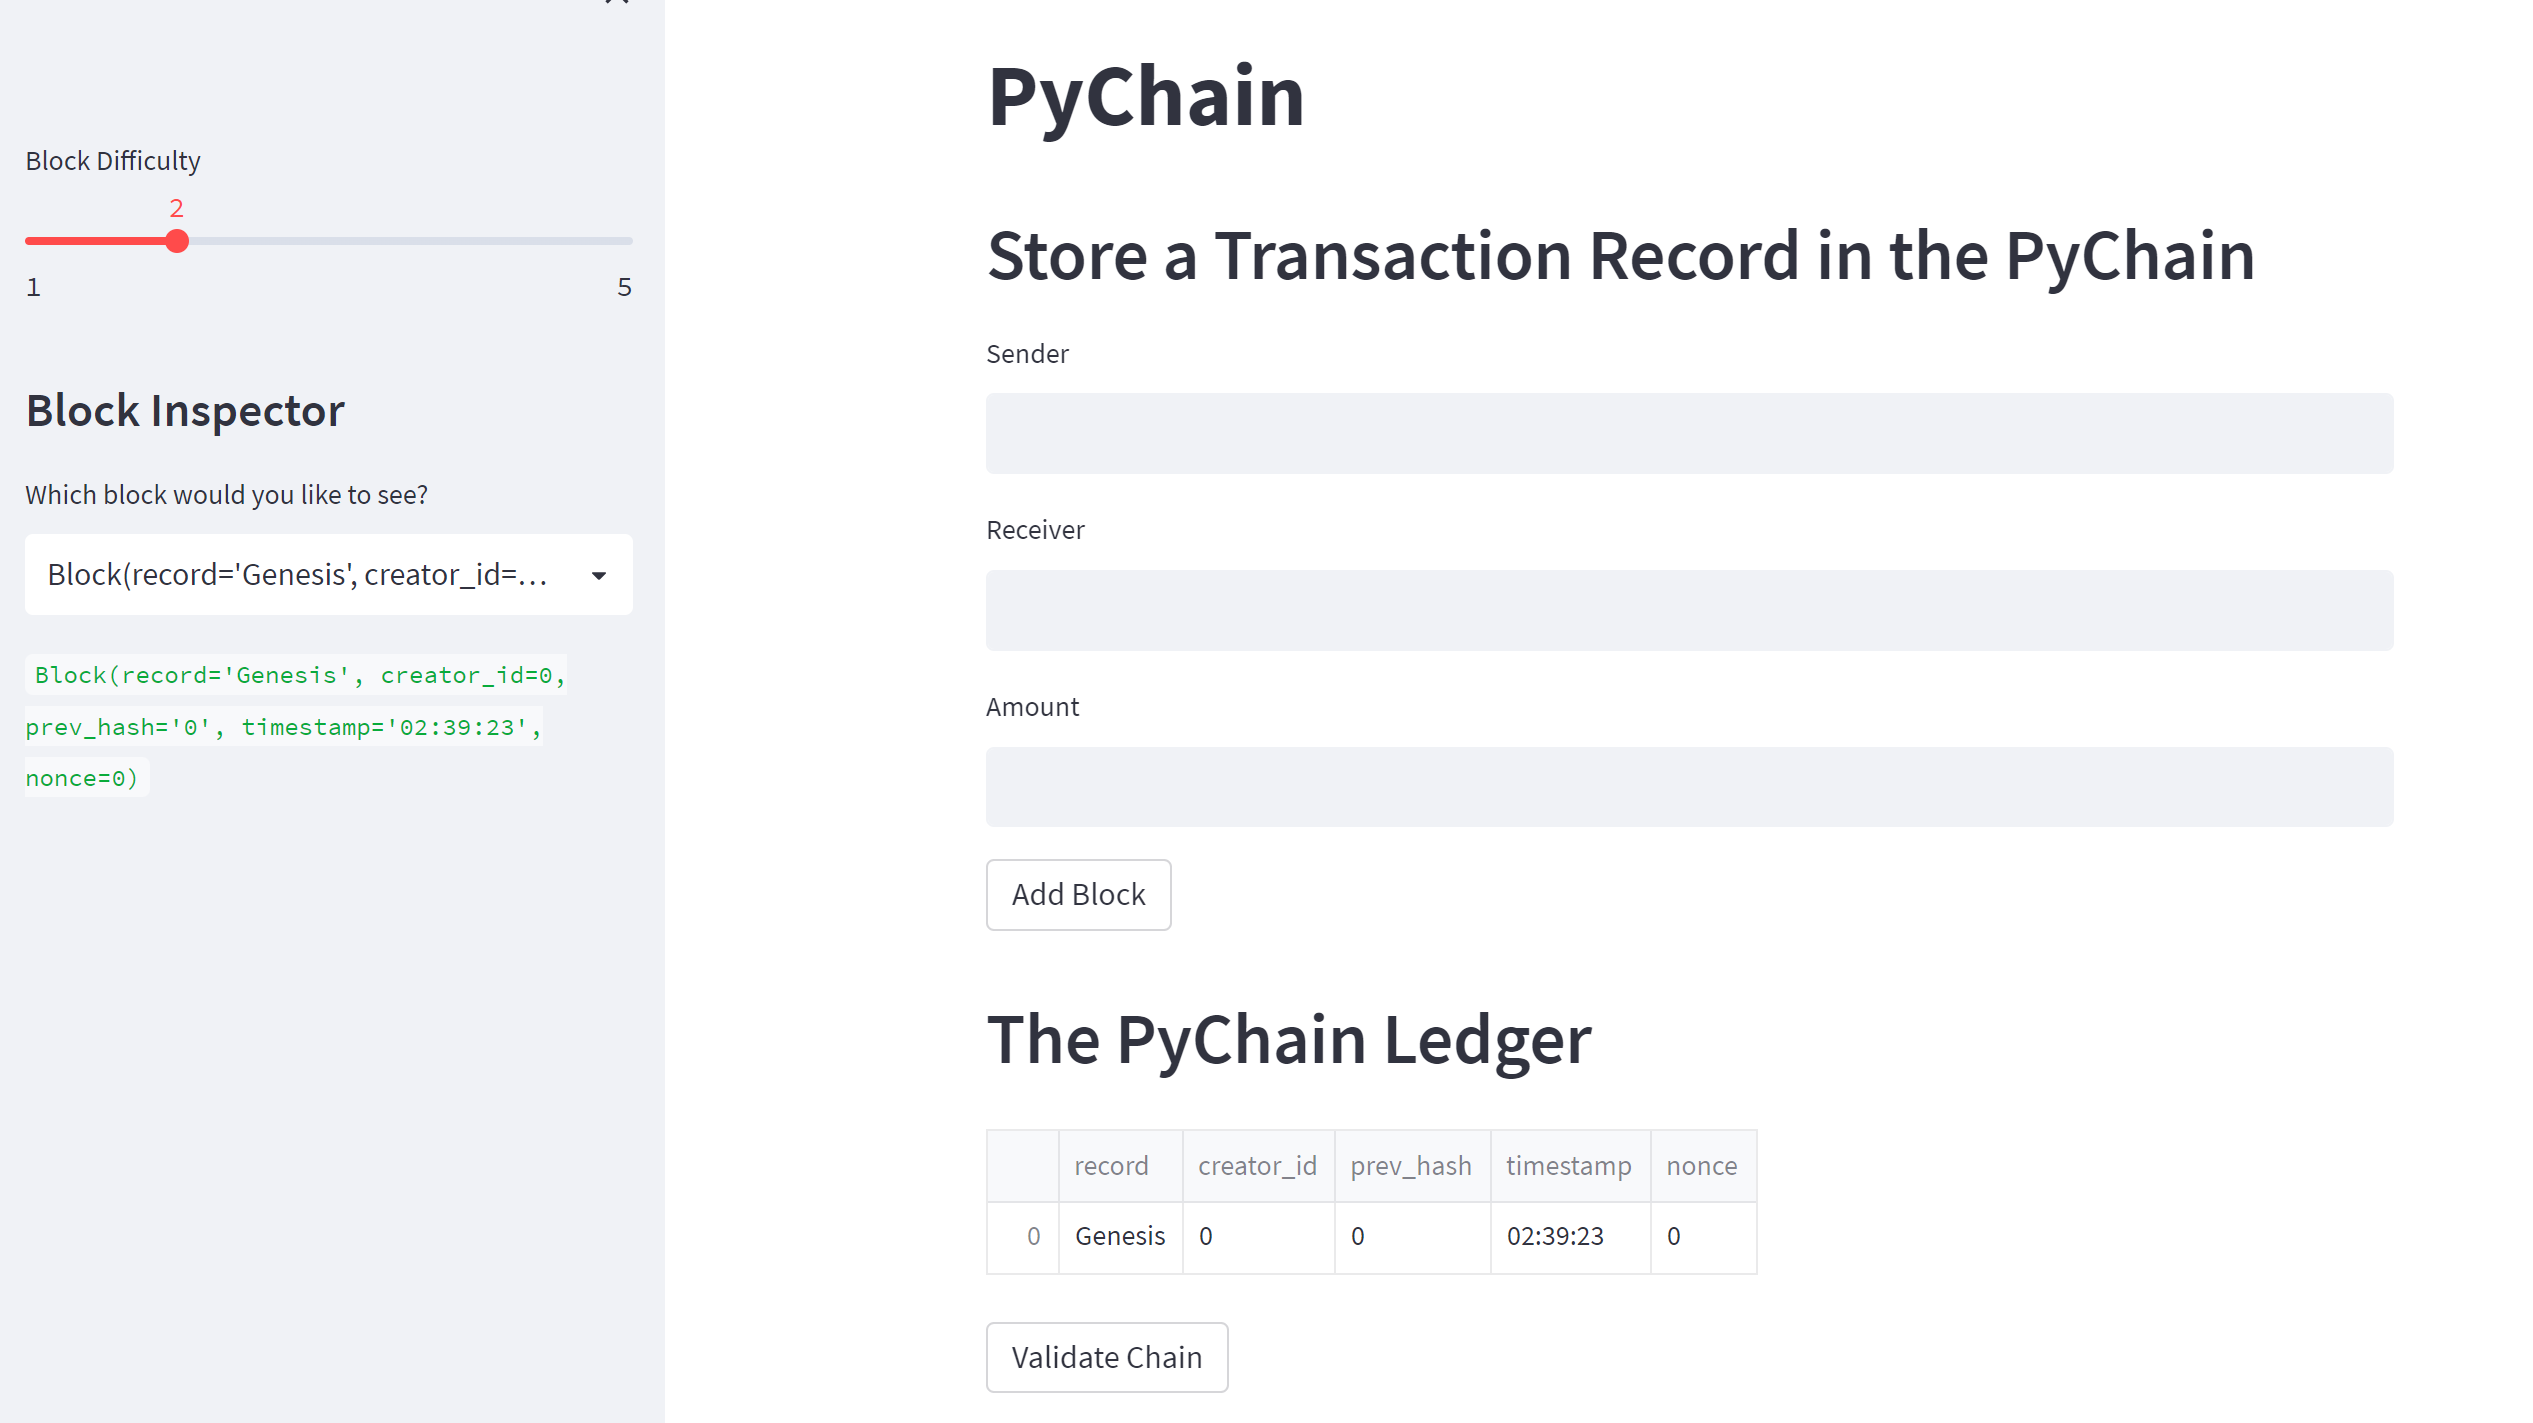 Block Difficulty
2
1 5
Block Inspector
Which block would you like to see?
Block(record='Genesis', creator_id=...
Block(record='Genesis', creator_id=0,
prev_hash='0', timestamp='02:39:23',
nonce=0)
PyChain
Store a Transaction Record in the PyChain
Sender
Receiver
Amount
Add Block
The PyChain Ledger
record creator_id prev_hash timestamp nonce
0 Genesis 0 0 02:39:23 0
Validate Chain